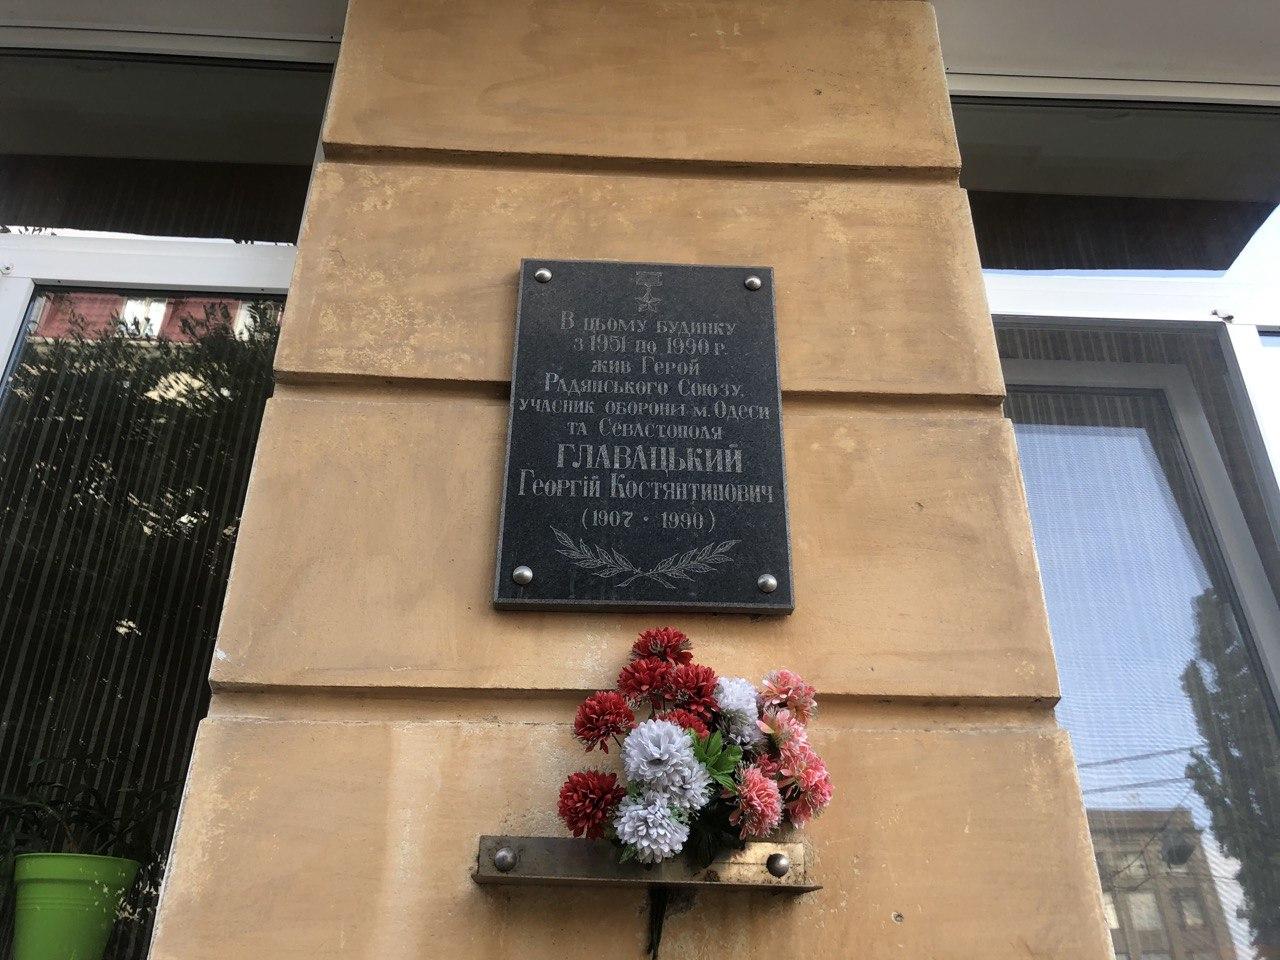 В цьому будинку
з 1951 по 1990 р.
жив Герой
Радянського Союзу,
учасник оборони м. Одеси
та Севастополя
ГЛАВАЦЬКИЙ
Георгій Костянтинович
(1907 · 1990)